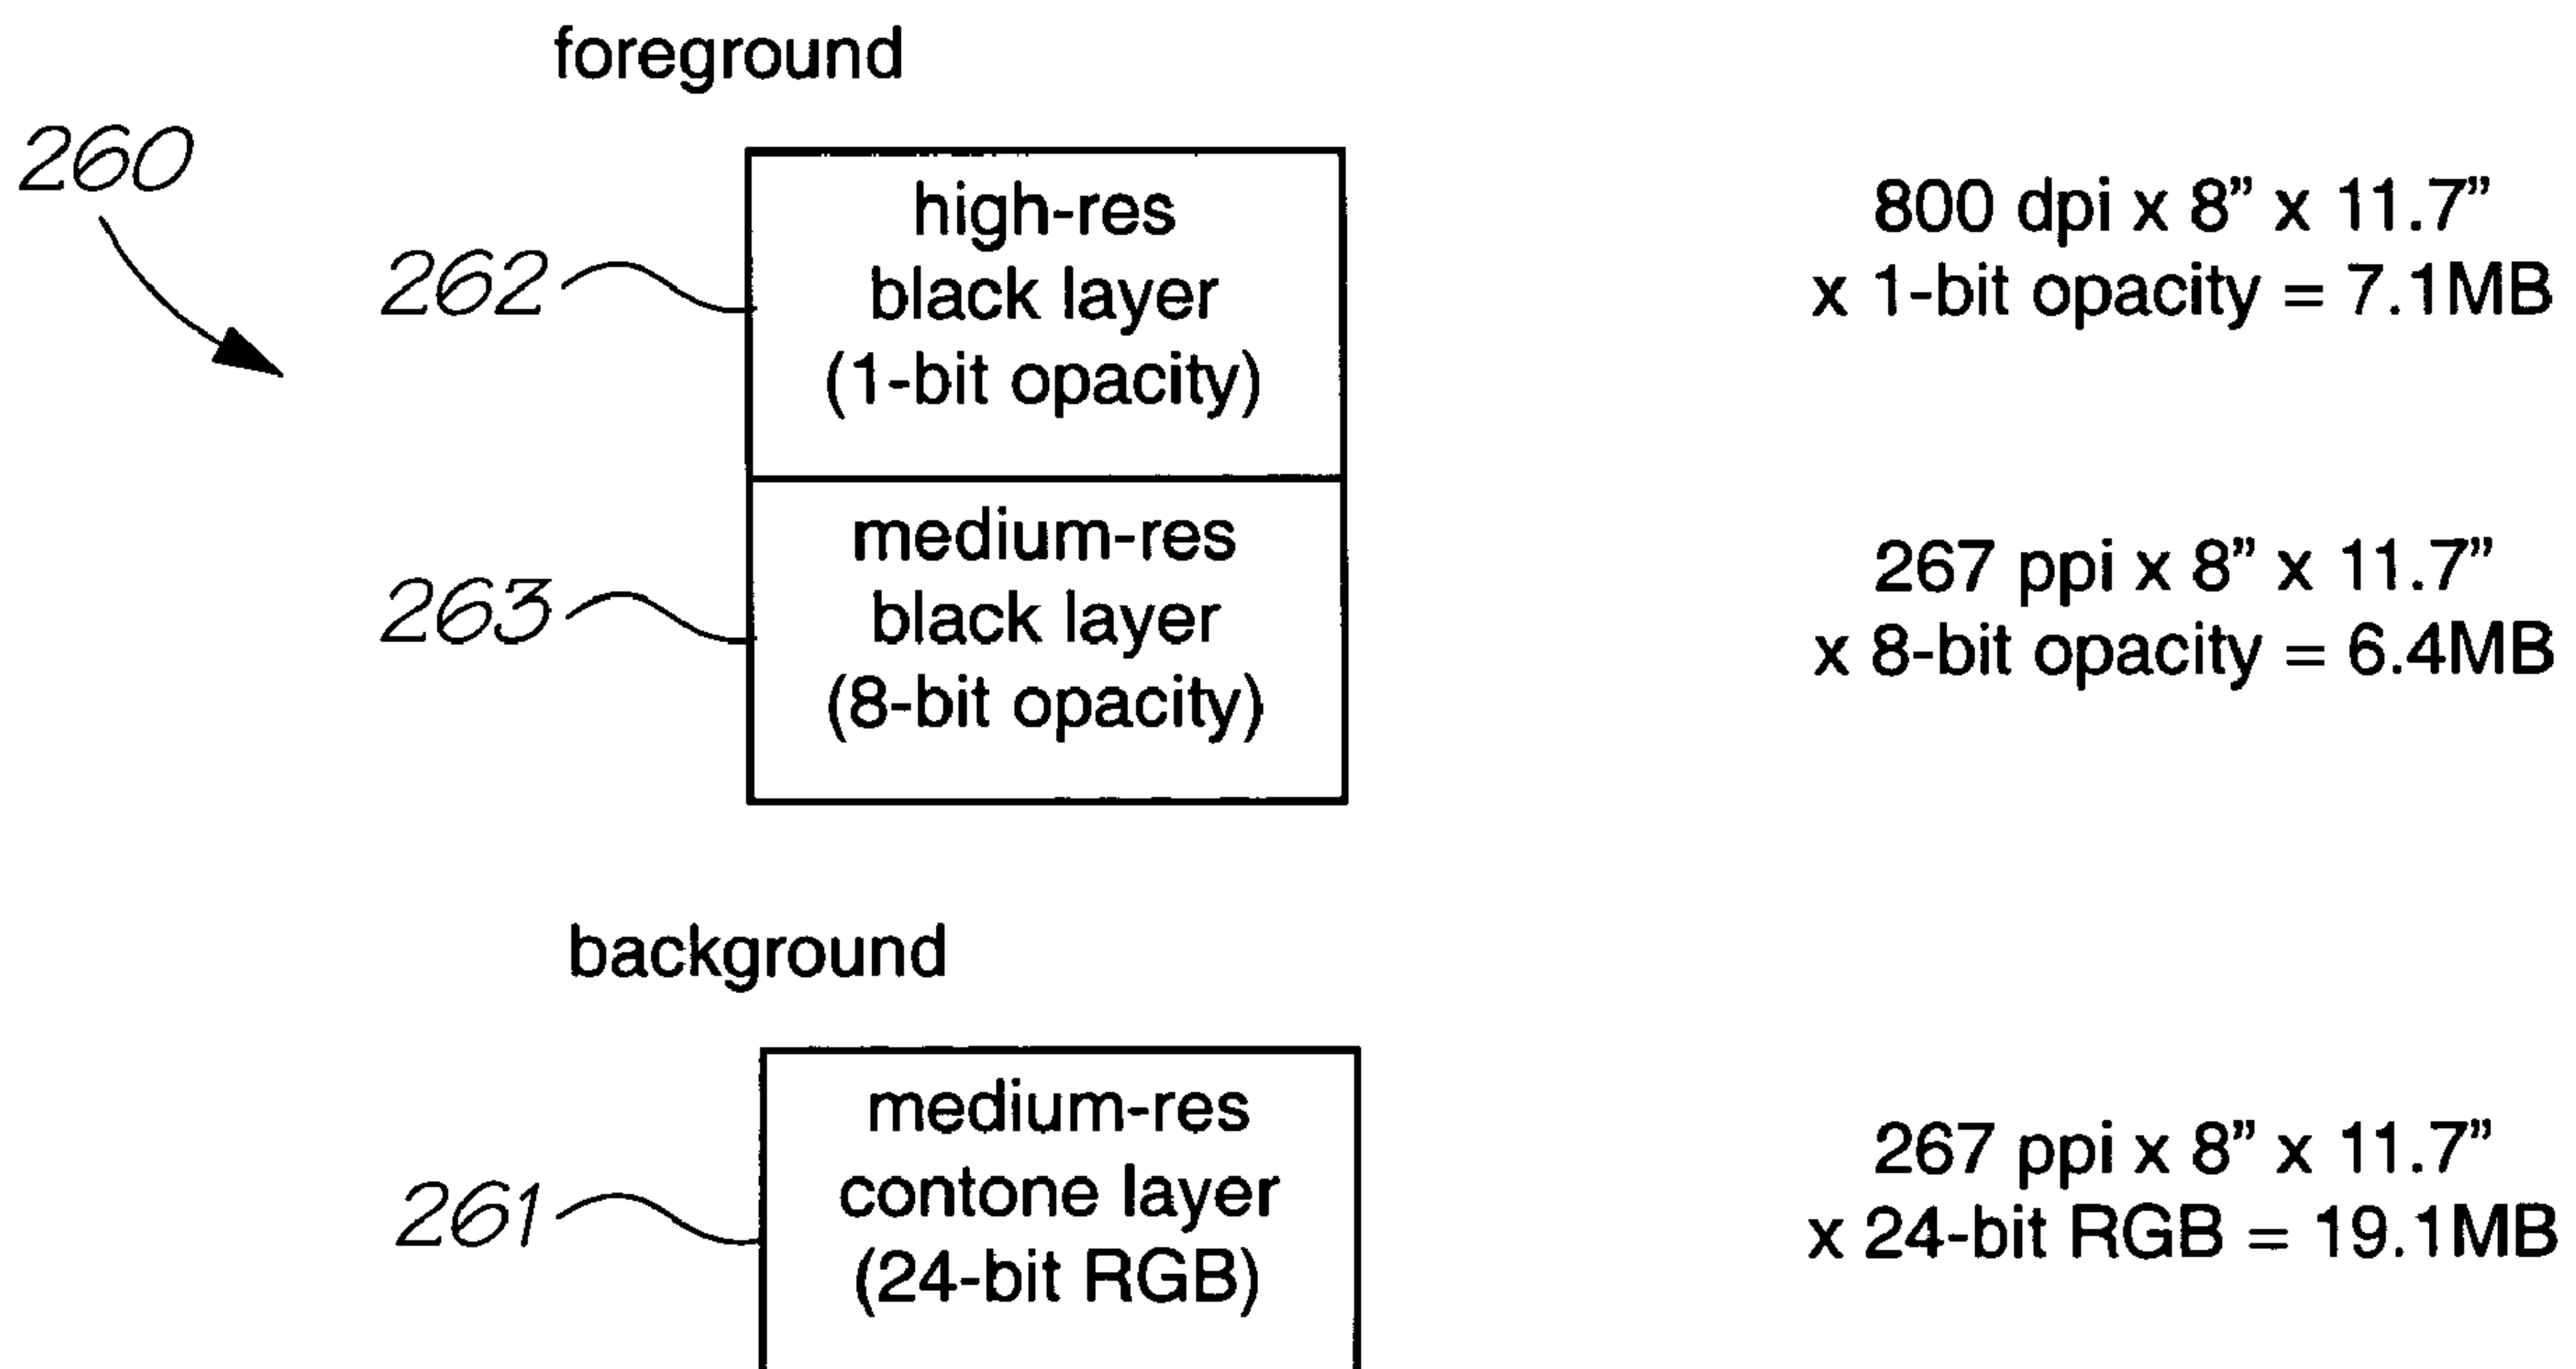 foreground
260
262
high-res
black layer
(1-bit opacity)
800 dpi x 8” x 11.7”
x 1-bit opacity = 7.1MB
263
medium-res
black layer
(8-bit opacity)
267 ppi x 8” x 11.7”
x 8-bit opacity = 6.4MB
background
261
medium-res
contone layer
(24-bit RGB)
267 ppi x 8” x 11.7”
x 24-bit RGB = 19.1MB